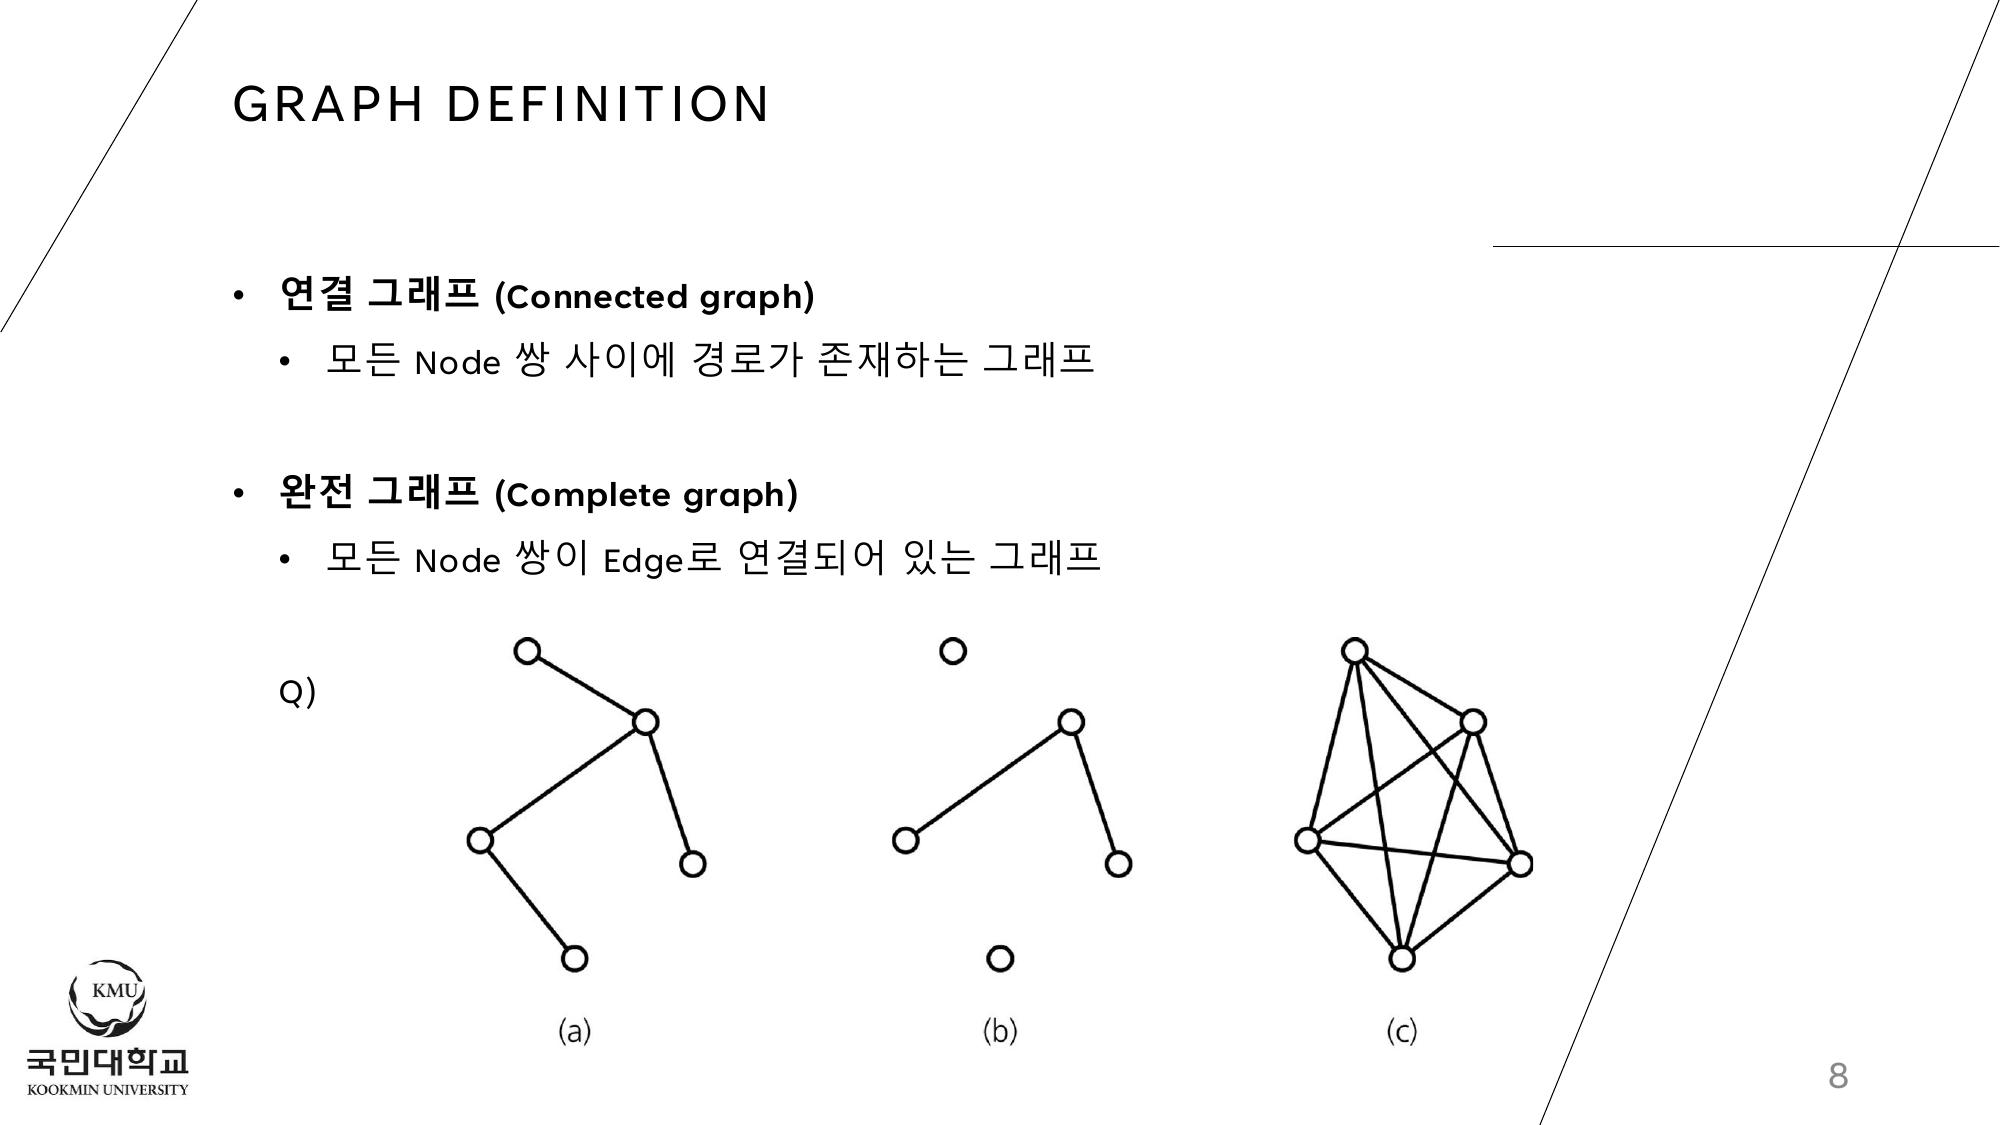 GRAPH DEFINITION
• 연결 그래프 (Connected graph)
• 모든 Node 쌍 사이에 경로가 존재하는 그래프
• 완전 그래프 (Complete graph)
• 모든 Node 쌍이 Edge로 연결되어 있는 그래프
Q)
(a) (b) (c)
KMU
국민대학교
KOOKMIN UNIVERSITY
8